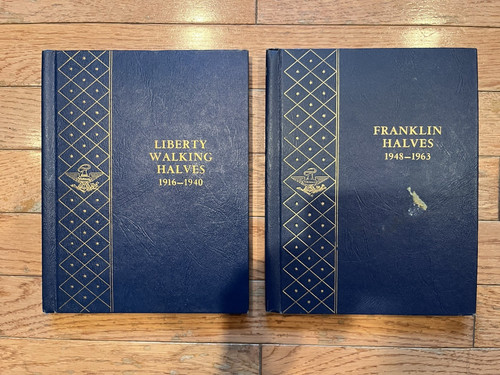 LIBERTY
WALKING
HALVES
1916–1940
FRANKLIN
HALVES
1948–1963